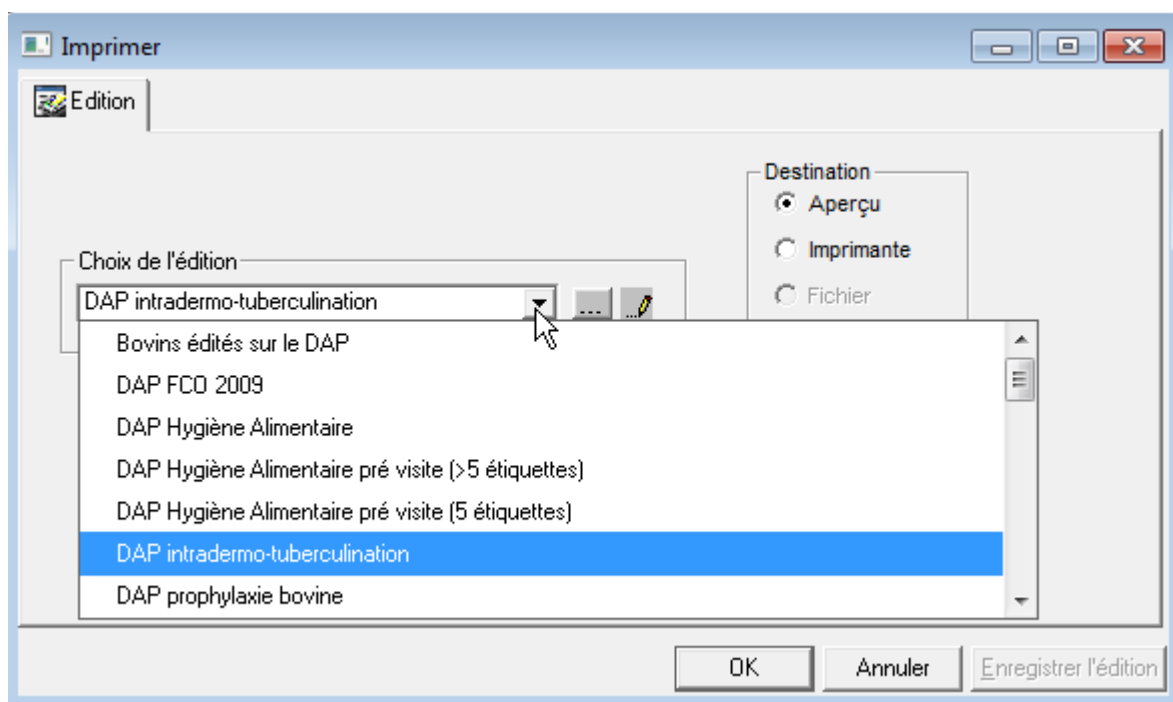 Imprimer
Edition
Destination
Aperçu
Imprimante
Fichier
Choix de l'édition
DAP intradermo-tuberculination
...
Bovins édités sur le DAP
DAP FCO 2009
DAP Hygiène Alimentaire
DAP Hygiène Alimentaire pré visite (>5 étiquettes)
DAP Hygiène Alimentaire pré visite (5 étiquettes)
DAP intradermo-tuberculination
DAP prophylaxie bovine
OK Annuler Enregistrer l'édition